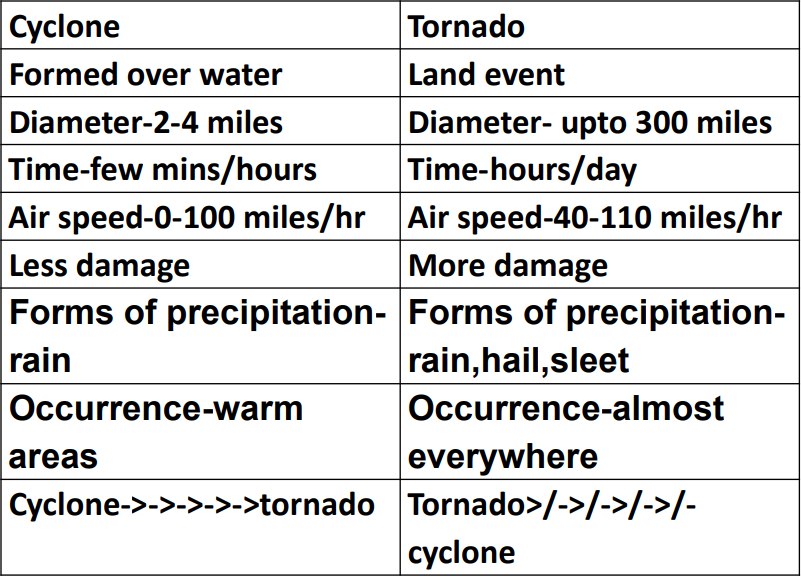 Cyclone
Tornado
Formed over water
Land event
Diameter-2-4 miles
Diameter- upto 300 miles
Time-few mins/hours
Time-hours/day
Air speed-0-100 miles/hr
Air speed-40-110 miles/hr
Less damage
More damage
Forms of precipitation-
rain
Forms of precipitation-
rain,hail,sleet
Occurrence-warm
areas
Occurrence-almost
everywhere
Cyclone->->->->->tornado
Tornado>/->/->/->/-
cyclone